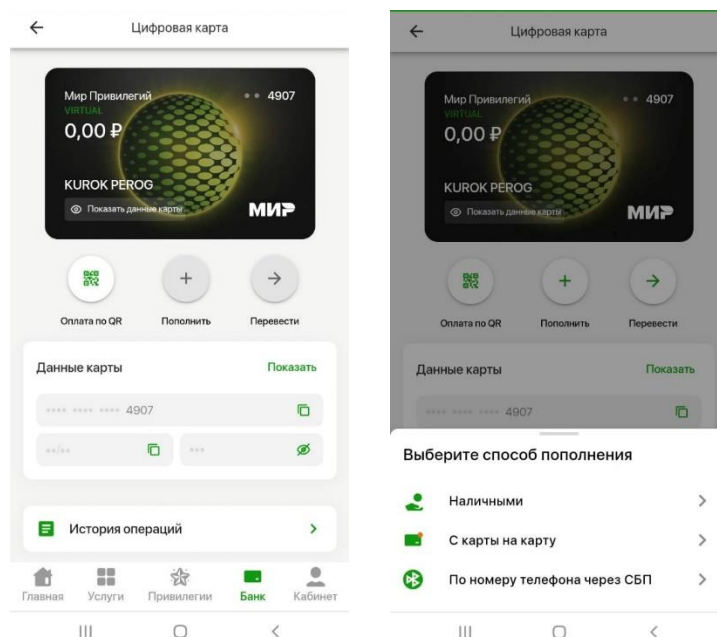 Цифровая карта
Мир Привилегий •• 4907
VIRTUAL
0,00 ₽
KUROK PEROG
Показать данные карты
МИР
Оплата по QR Пополнить Перевести
Данные карты Показать
•••• •••• •••• 4907
••/•• •••
История операций
Главная Услуги Привилегии Банк Кабинет
Цифровая карта
Мир Привилегий •• 4907
VIRTUAL
0,00 ₽
KUROK PEROG
Показать данные карты
МИР
Оплата по QR Пополнить Перевести
Данные карты Показать
•••• •••• •••• 4907
Выберите способ пополнения
Наличными
С карты на карту
По номеру телефона через СБП